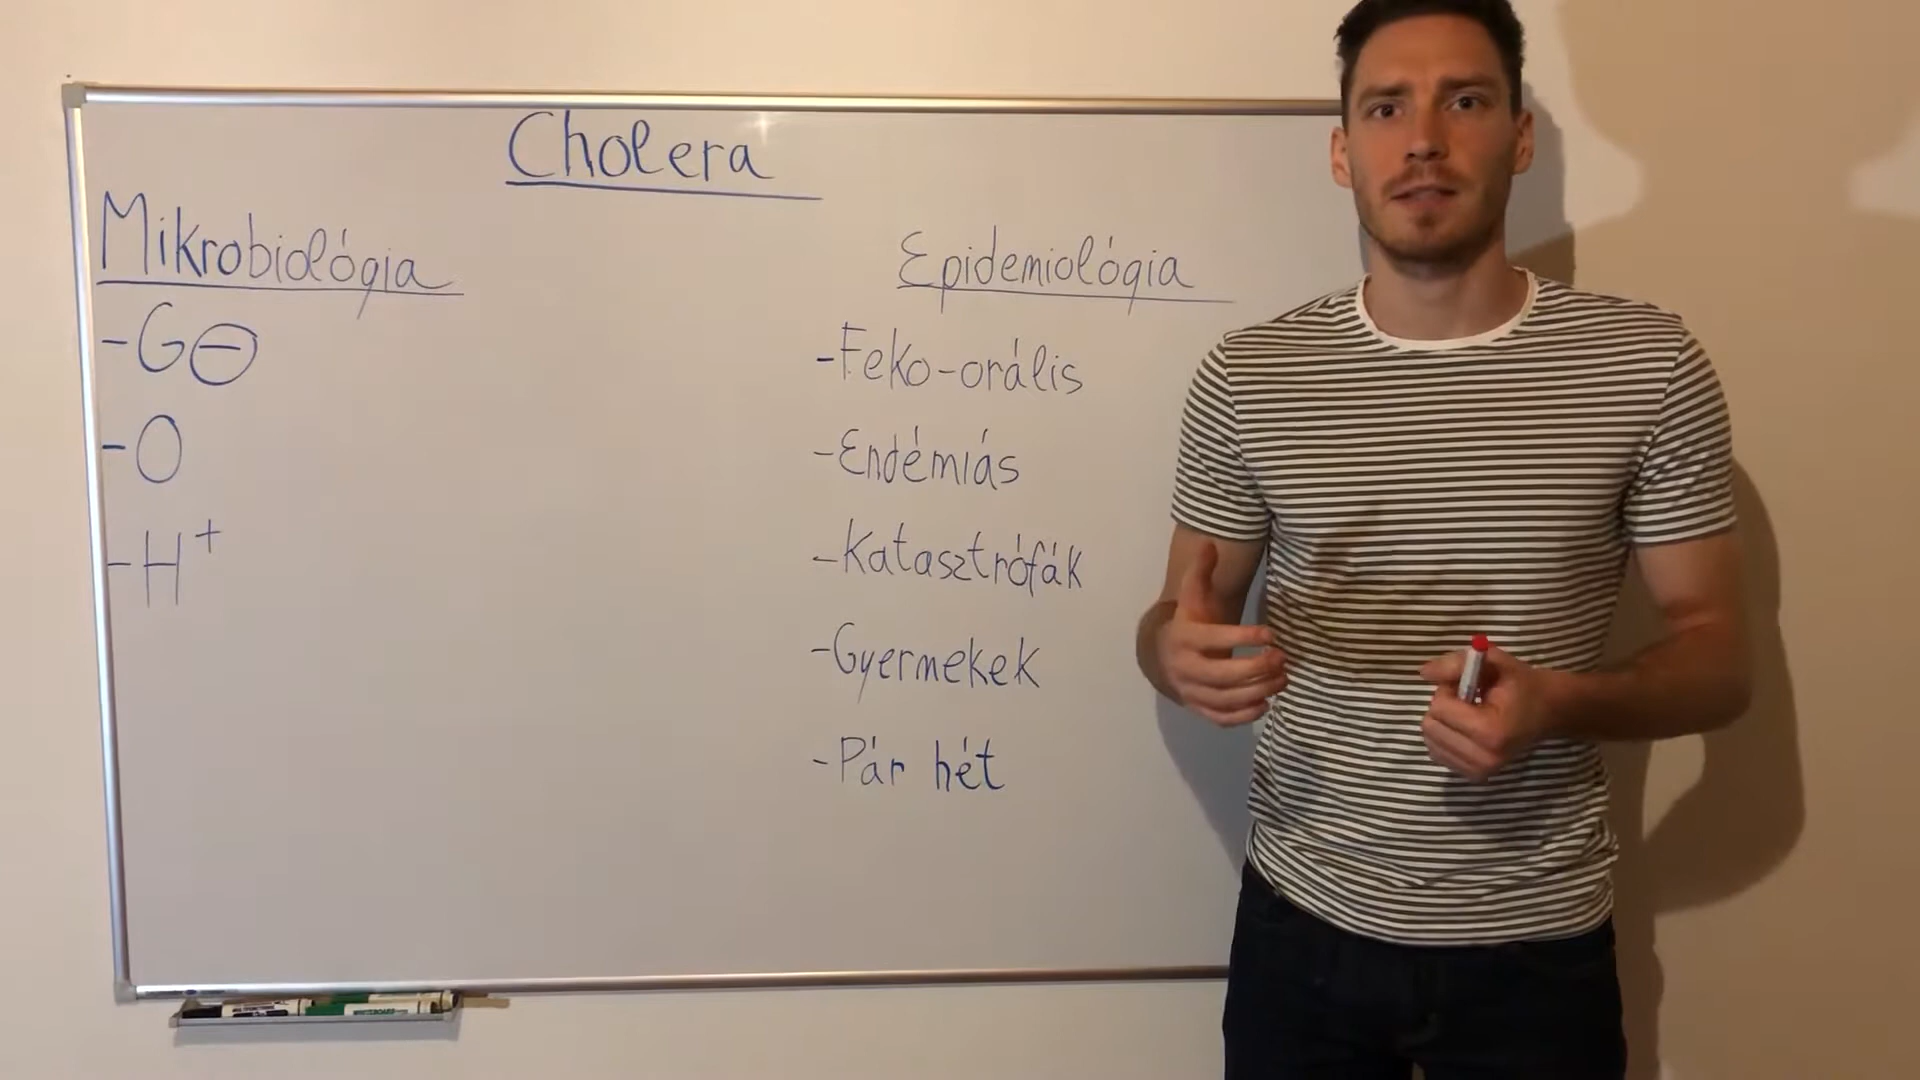 Cholera
Mikrobiológia
-G⊖
-O
-H⁺
Epidemiológia
-Feko-orális
-Endémiás
-Katasztrófák
-Gyermekek
-Pár hét